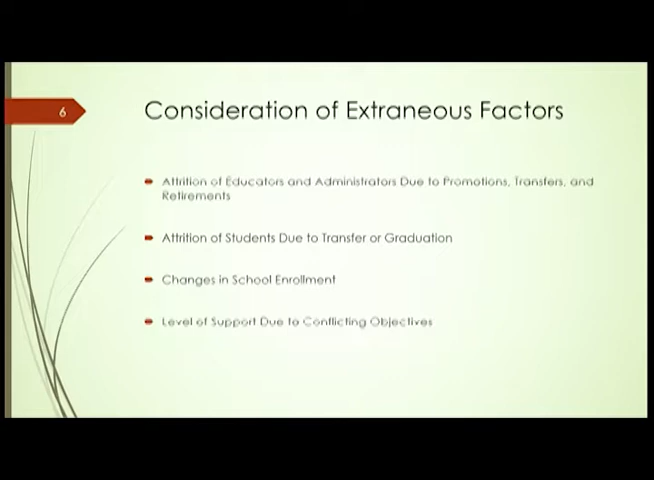 6
Consideration of Extraneous Factors
Attrition of Educators and Administrators Due to Promotions, Transfers, and
Retirements
Attrition of Students Due to Transfer or Graduation
Changes in School Enrollment
Level of Support Due to Conflicting Objectives